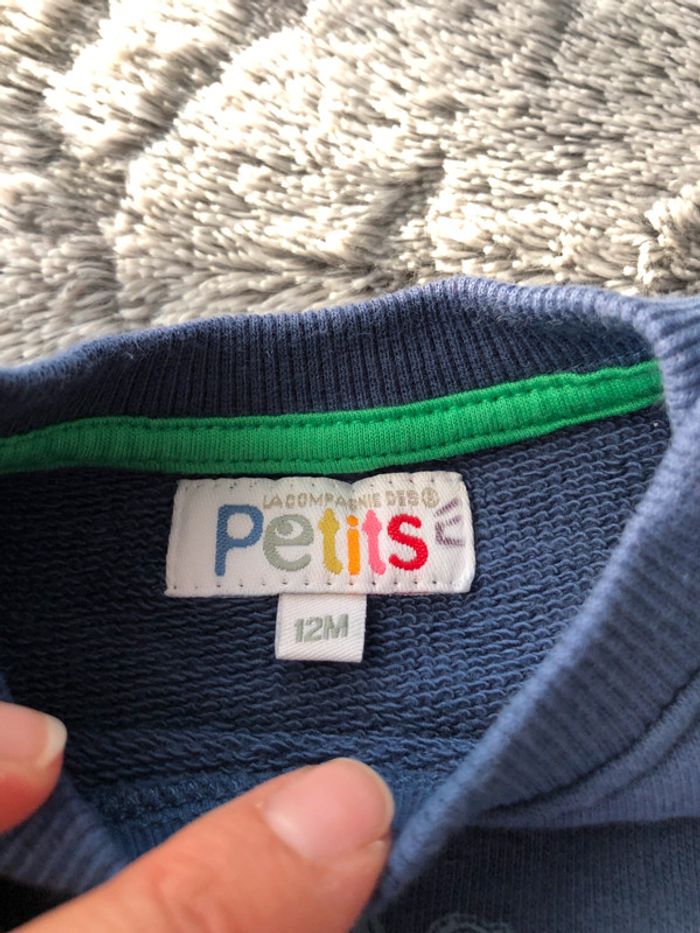 LA COMPAGNIE DES
Petits
12M